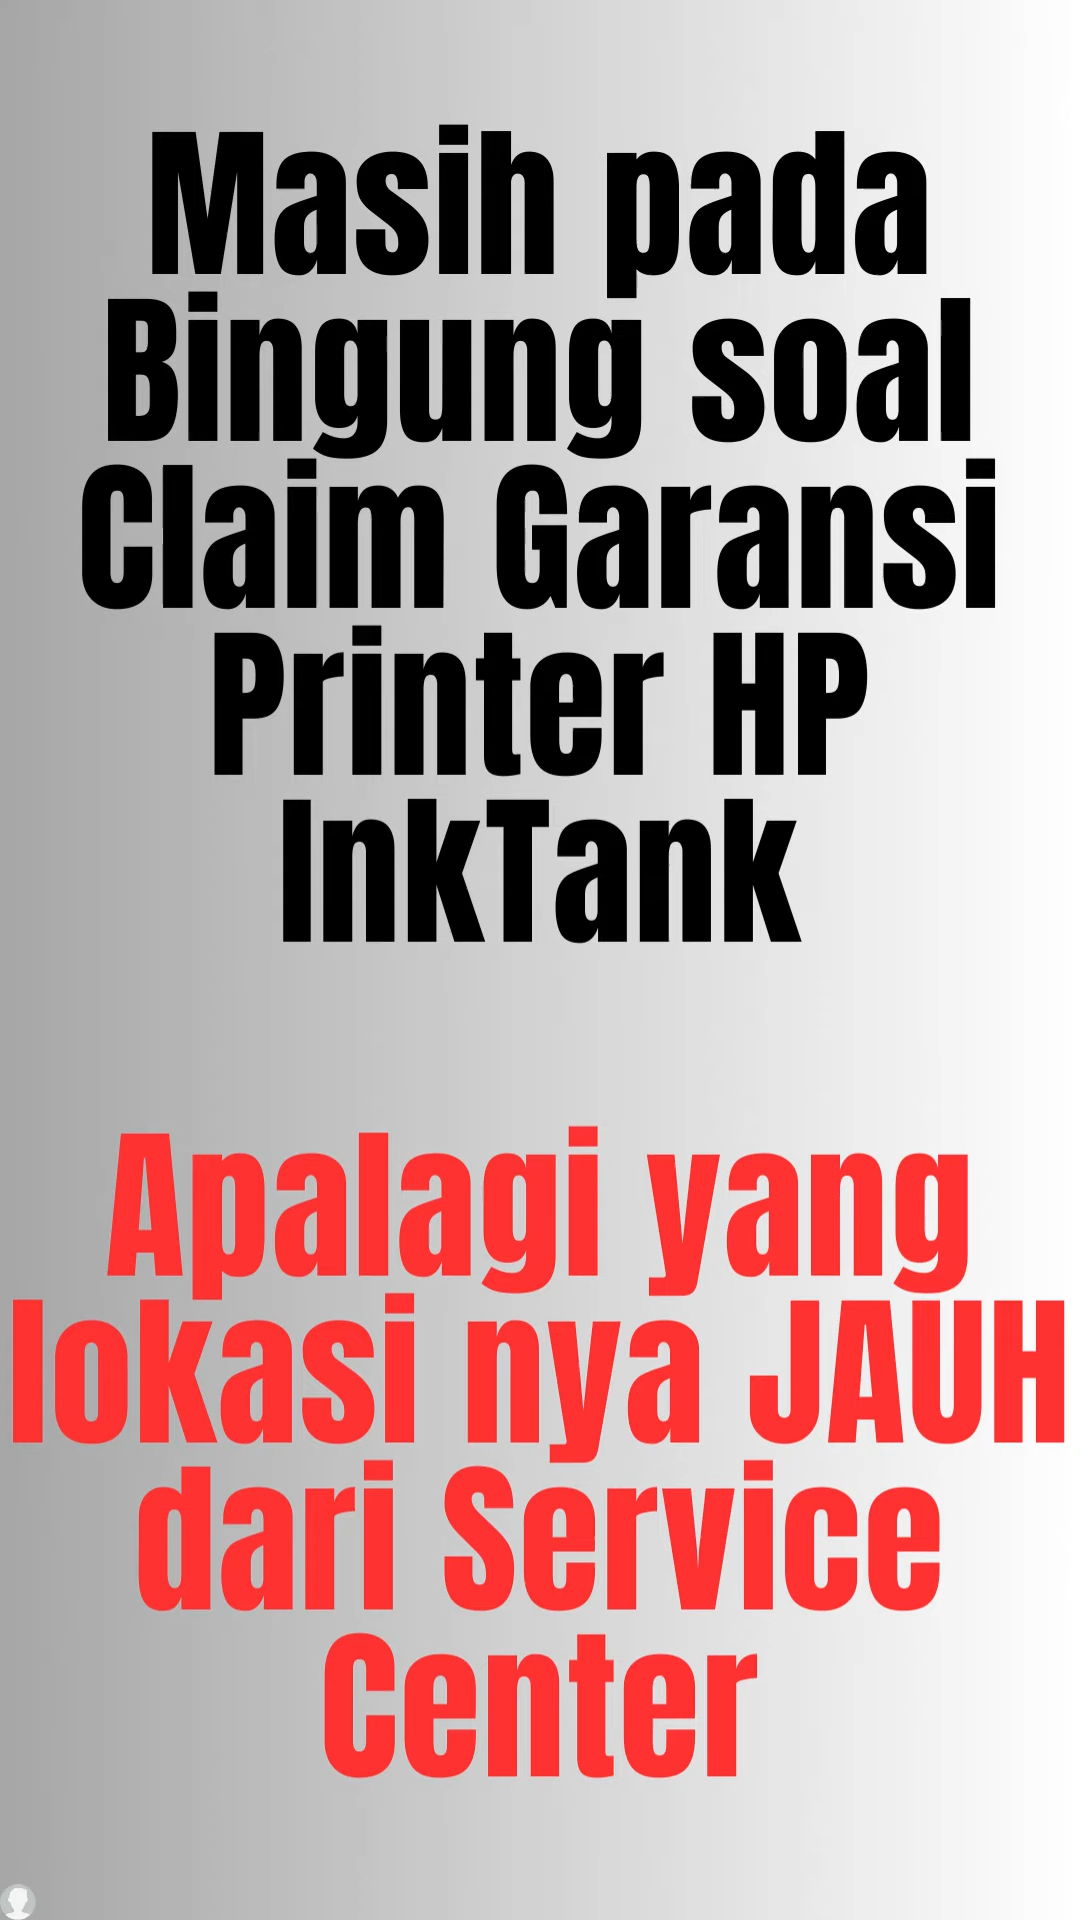 Masih pada
Bingung soal
Claim Garansi
Printer HP
InkTank
Apalagi yang
lokasi nya JAUH
dari Service
Center